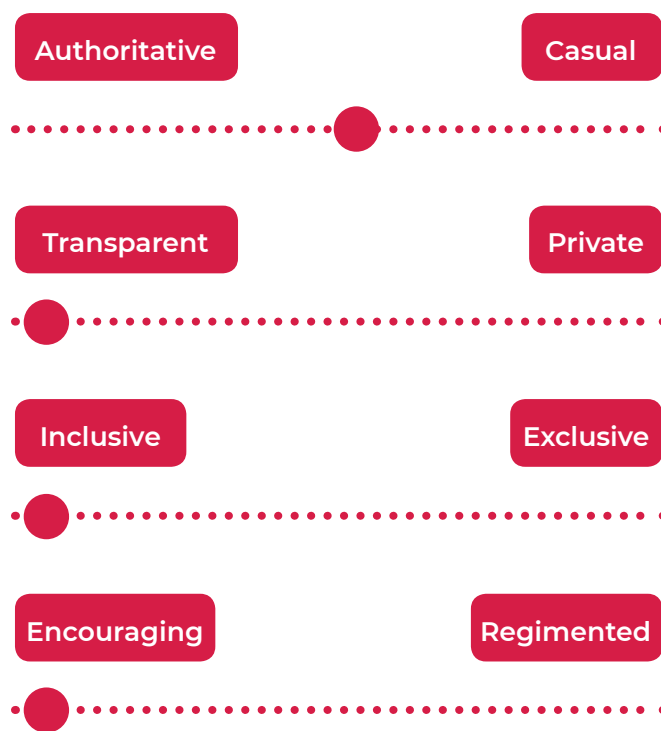 Authoritative Casual
Transparent Private
Inclusive Exclusive
Encouraging Regimented